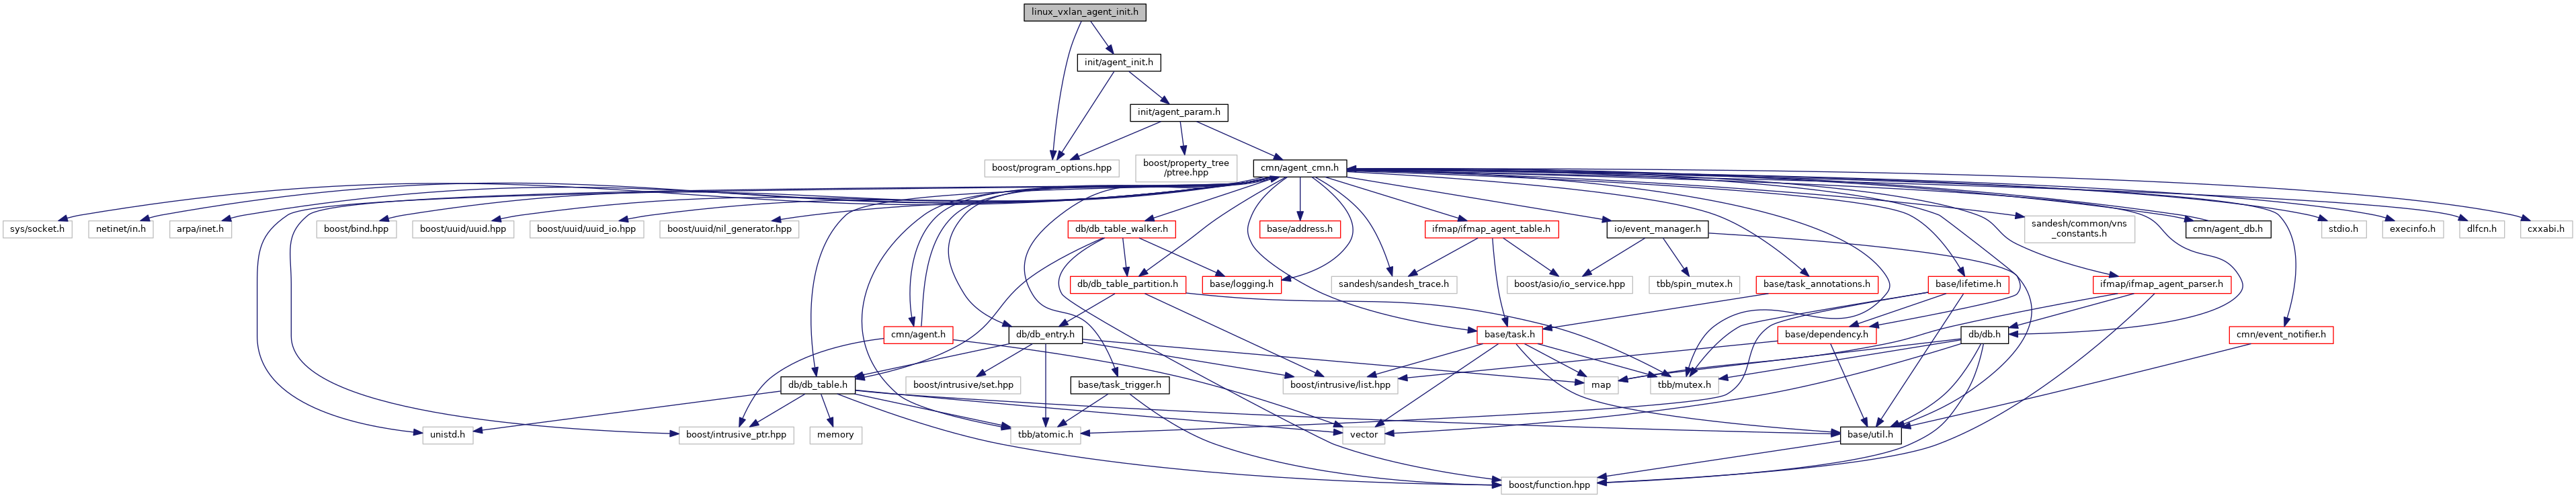 linux_vxlan_agent_init.h
init/agent_init.h
init/agent_param.h
boost/program_options.hpp
boost/property_tree
/ptree.hpp
cmn/agent_cmn.h
sys/socket.h
netinet/in.h
arpa/inet.h
boost/bind.hpp
boost/uuid/uuid.hpp
boost/uuid/uuid_io.hpp
boost/uuid/nil_generator.hpp
db/db_table_walker.h
base/address.h
ifmap/ifmap_agent_table.h
io/event_manager.h
sandesh/common/vns
_constants.h
cmn/agent_db.h
stdio.h
execinfo.h
dlfcn.h
cxxabi.h
db/db_table_partition.h
base/logging.h
sandesh/sandesh_trace.h
boost/asio/io_service.hpp
tbb/spin_mutex.h
base/task_annotations.h
base/lifetime.h
ifmap/ifmap_agent_parser.h
cmn/agent.h
db/db_entry.h
base/task.h
base/dependency.h
db/db.h
cmn/event_notifier.h
db/db_table.h
boost/intrusive/set.hpp
base/task_trigger.h
boost/intrusive/list.hpp
map
tbb/mutex.h
unistd.h
boost/intrusive_ptr.hpp
memory
tbb/atomic.h
vector
base/util.h
boost/function.hpp